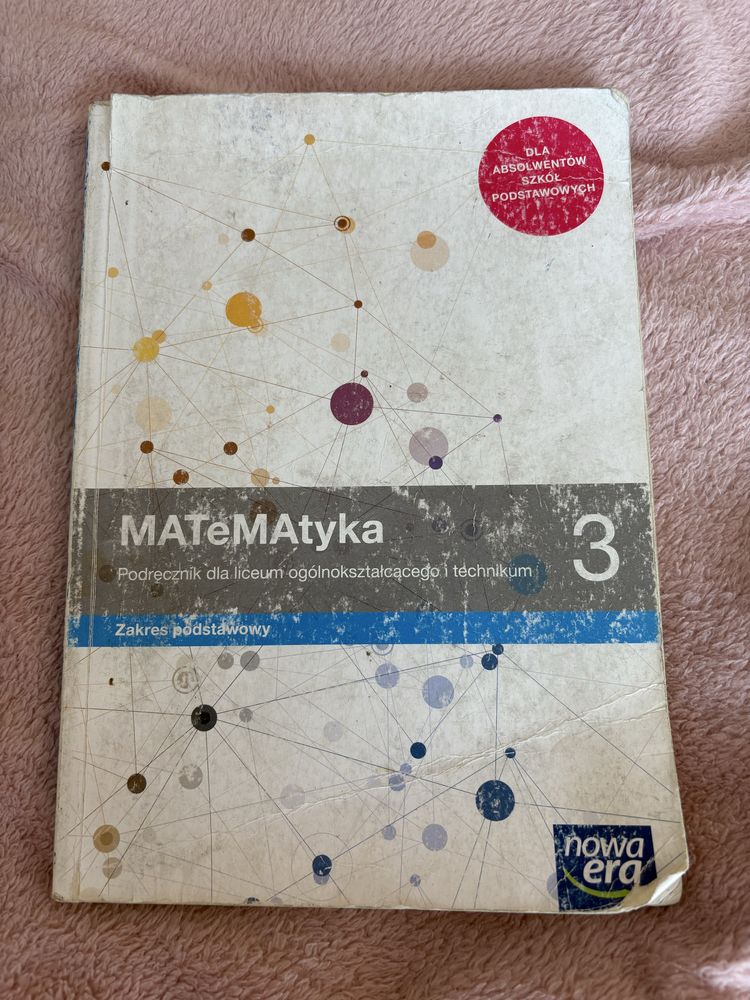 DLA
ABSOLWENTÓW
SZKÓŁ
PODSTAWOWYCH
MATeMAtyka
3
Podręcznik dla liceum ogólnokształcącego i technikum
Zakres podstawowy
nowa
era